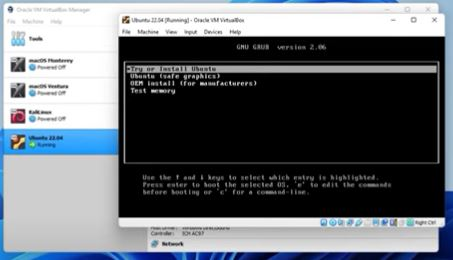 Oracle VM VirtualBox Manager
File Machine Help
Tools
macOS Monterey
Powered Off
macOS Ventura
Powered Off
KaliLinux
Powered Off
Ubuntu 22.04
Running
Ubuntu 22.04 [Running] - Oracle VM VirtualBox
File Machine View Input Devices Help
GNU GRUB version 2.06
*Try or Install Ubuntu
Ubuntu (safe graphics)
OEM install (for manufacturers)
Test memory
Use the ↑ and ↓ keys to select which entry is highlighted.
Press enter to boot the selected OS, 'e' to edit the commands
before booting or 'c' for a command-line.
Right Ctrl
Controller: ICH AC97
Network